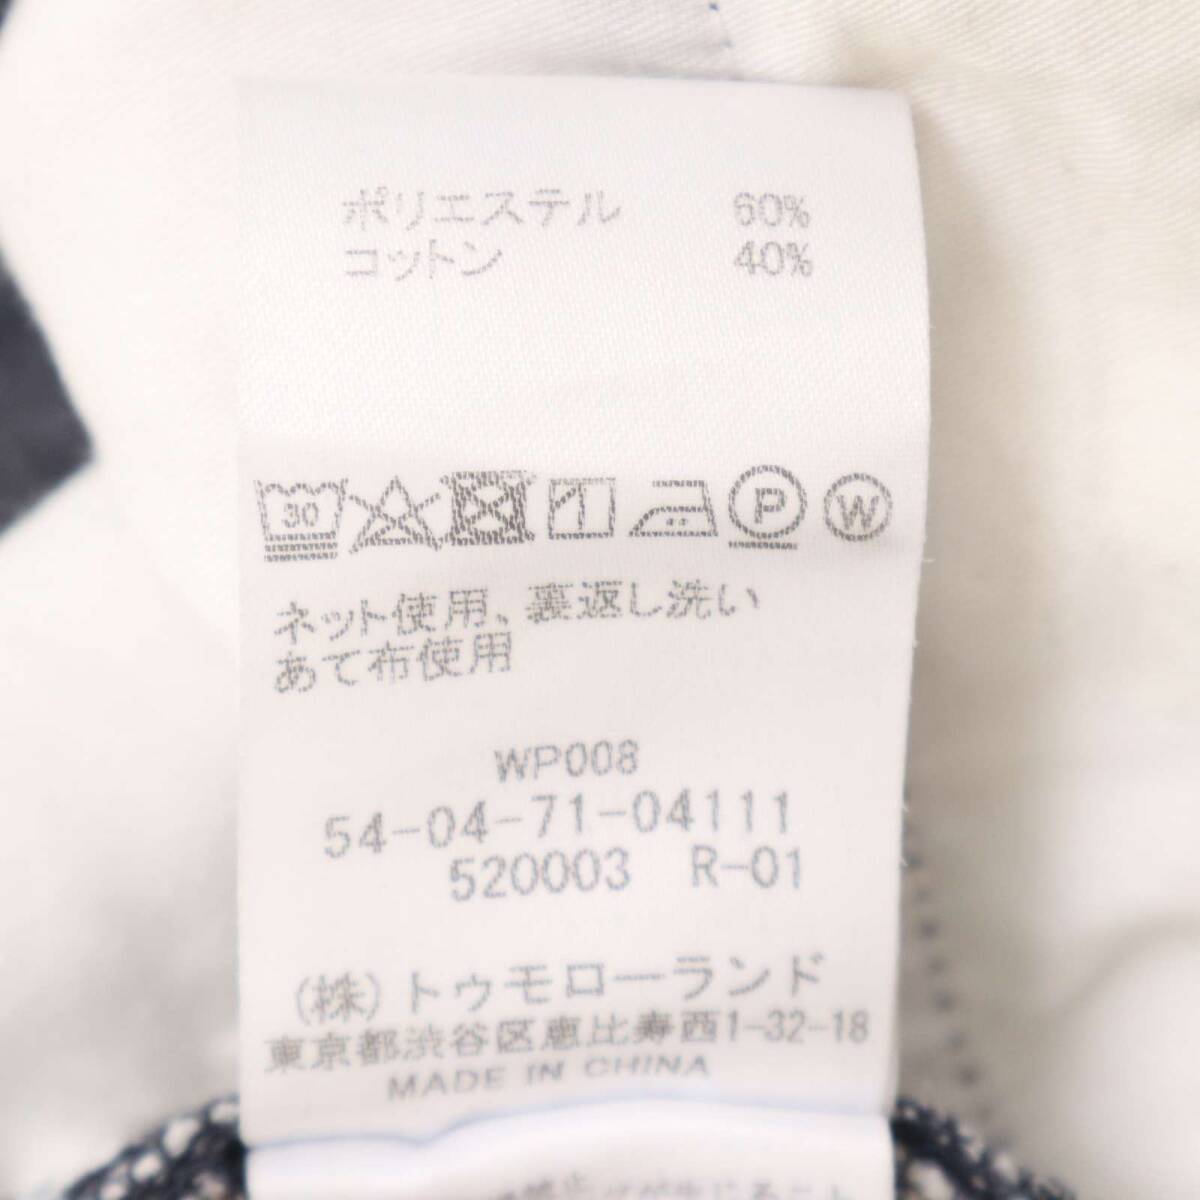 ポリエステル 60%
コットン 40%
30 P W
ネット使用、裏返し洗い
あて布使用
WP008
54-04-71-04111
520003 R-01
(株)トゥモローランド
東京都渋谷区恵比寿西1-32-18
MADE IN CHINA